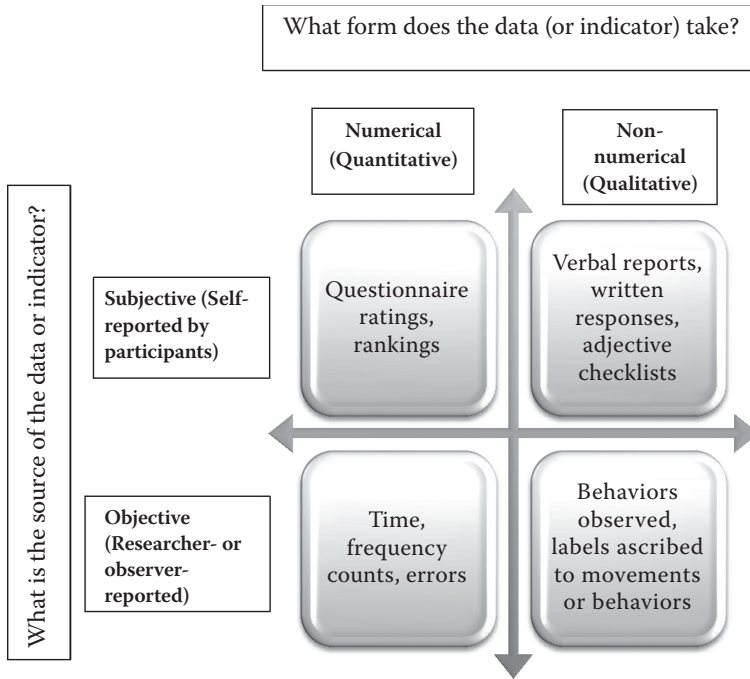 What form does the data (or indicator) take?
Numerical
(Quantitative)
Non-
numerical
(Qualitative)
What is the source of the data or indicator?
Subjective (Self-
reported by
participants)
Questionnaire
ratings,
rankings
Verbal reports,
written
responses,
adjective
checklists
Objective
(Researcher- or
observer-
reported)
Time,
frequency
counts, errors
Behaviors
observed,
labels ascribed
to movements
or behaviors